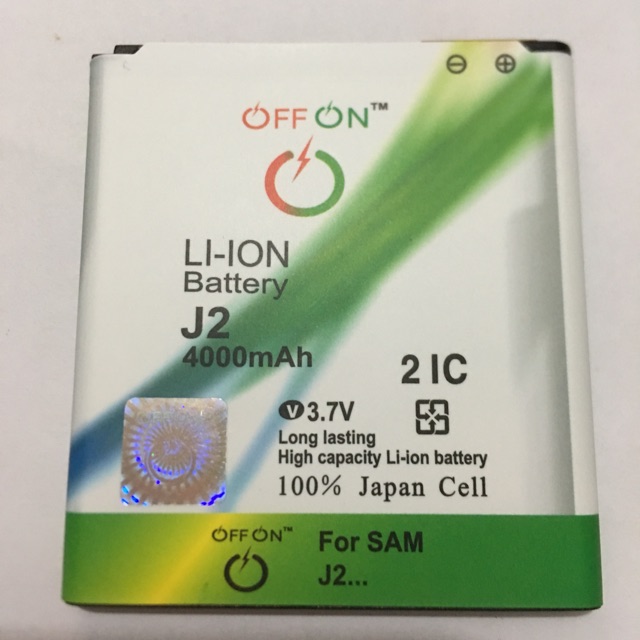 ⊖ ⊕
OFF ON™
LI-ION
Battery
J2
4000mAh
2 IC
V 3.7V
Long lasting
High capacity Li-ion battery
100% Japan Cell
OFF ON™
For SAM
J2...